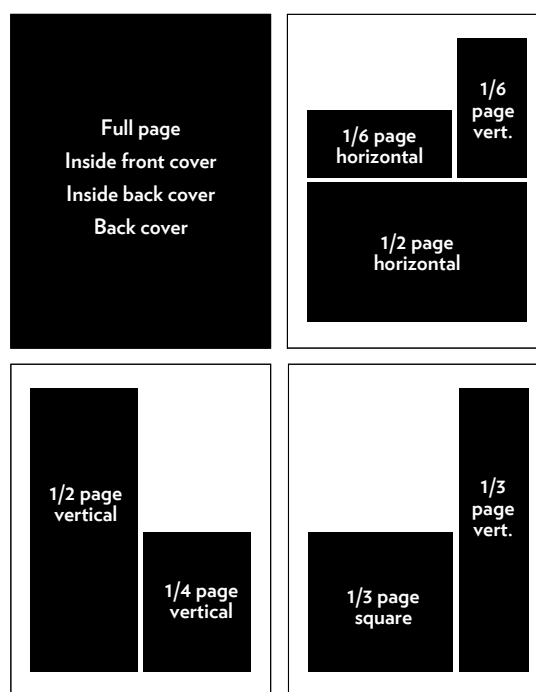 Full page
Inside front cover
Inside back cover
Back cover
1/6
page
vert.
1/6 page
horizontal
1/2 page
horizontal
1/2 page
vertical
1/4 page
vertical
1/3
page
vert.
1/3 page
square